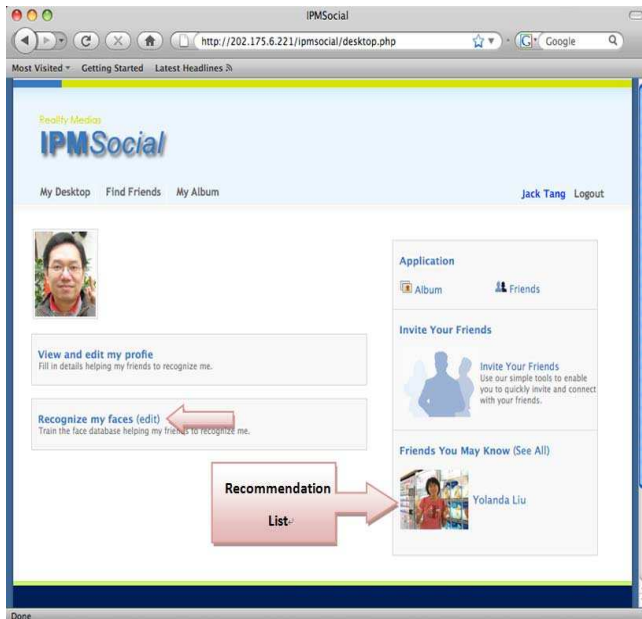 IPMSocial
http://202.175.6.221/ipmsocial/desktop.php
Google
Most Visited
Getting Started
Latest Headlines
Reality Medias
IPMSocial
My Desktop
Find Friends
My Album
Jack Tang
Logout
View and edit my profie
Fill in details helping my friends to recognize me.
Recognize my faces (edit)
Train the face database helping my friends to recognize me.
Application
Album
Friends
Invite Your Friends
Invite Your Friends
Use our simple tools to enable
you to quickly invite and connect
with your friends.
Friends You May Know (See All)
Yolanda Liu
Recommendation
List
Done